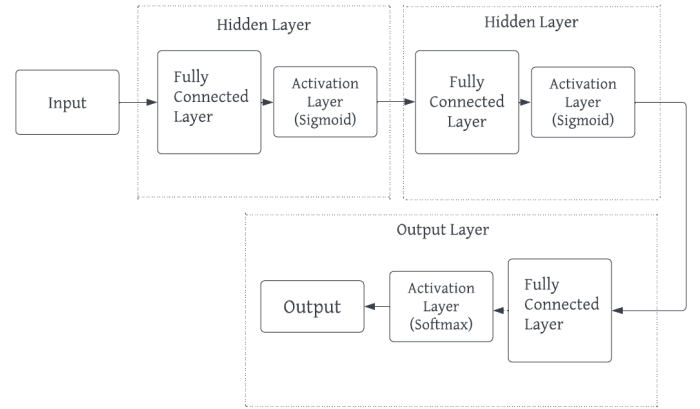 Hidden Layer
Input
Fully
Connected
Layer
Activation
Layer
(Sigmoid)
Hidden Layer
Fully
Connected
Layer
Activation
Layer
(Sigmoid)
Output Layer
Fully
Connected
Layer
Activation
Layer
(Softmax)
Output